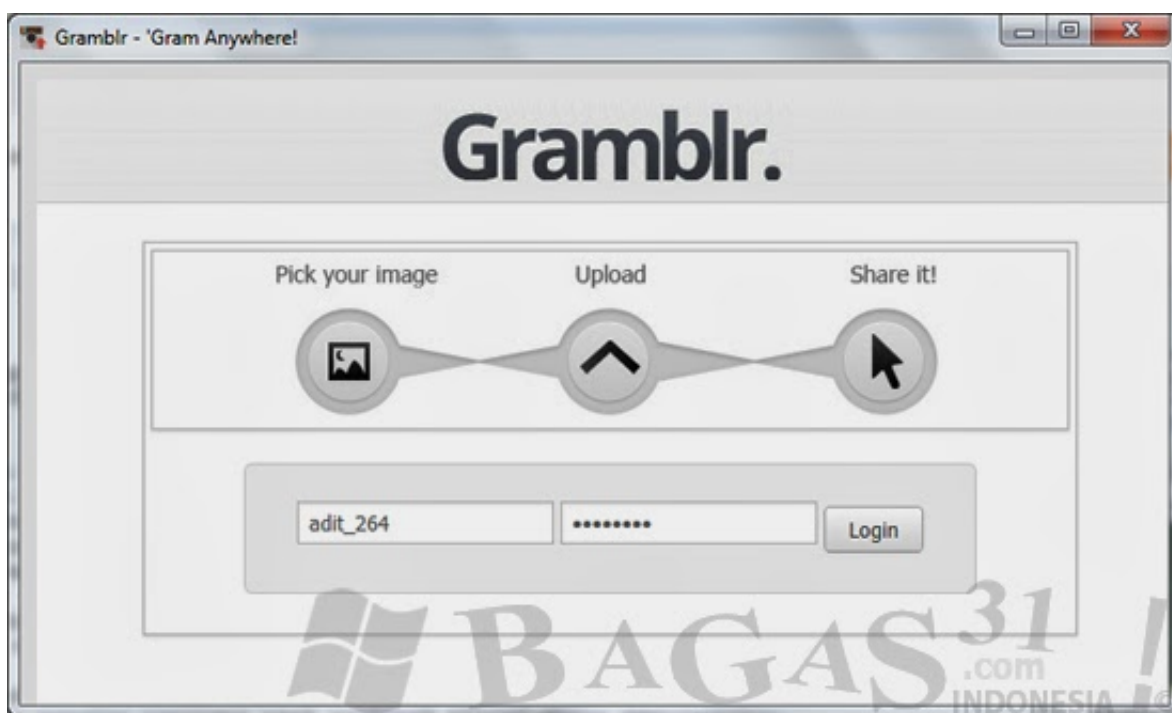 Gramblr - 'Gram Anywhere!
Gramblr.
Pick your image Upload Share it!
adit_264 •••••••• Login
BAGAS31!
.com
INDONESIA ©